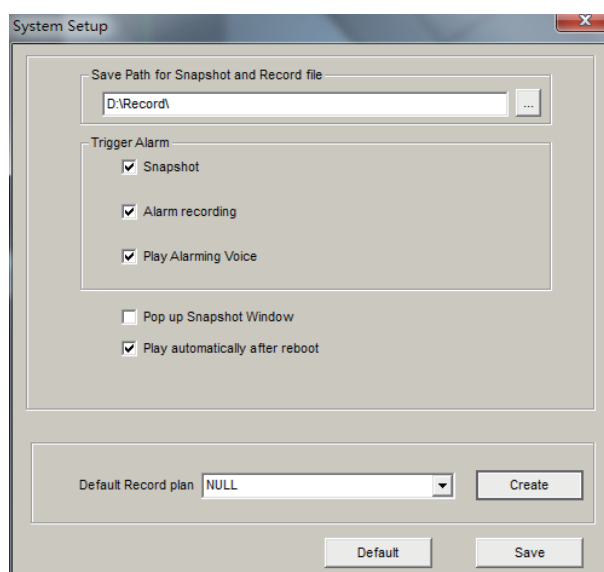 System Setup
Save Path for Snapshot and Record file
D:\Record\
...
Trigger Alarm
Snapshot
Alarm recording
Play Alarming Voice
Pop up Snapshot Window
Play automatically after reboot
Default Record plan NULL Create
Default Save